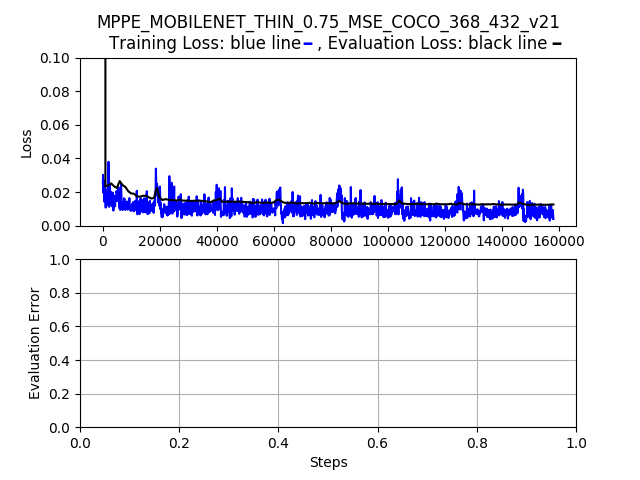 MPPE_MOBILENET_THIN_0.75_MSE_COCO_368_432_v21
Training Loss: blue line , Evaluation Loss: black line
0.10
0.08
0.06
0.04
0.02
0.00
Loss
0 20000 40000 60000 80000 100000 120000 140000 160000
1.0
0.8
0.6
0.4
0.2
0.0
Evaluation Error
0.0 0.2 0.4 0.6 0.8 1.0
Steps